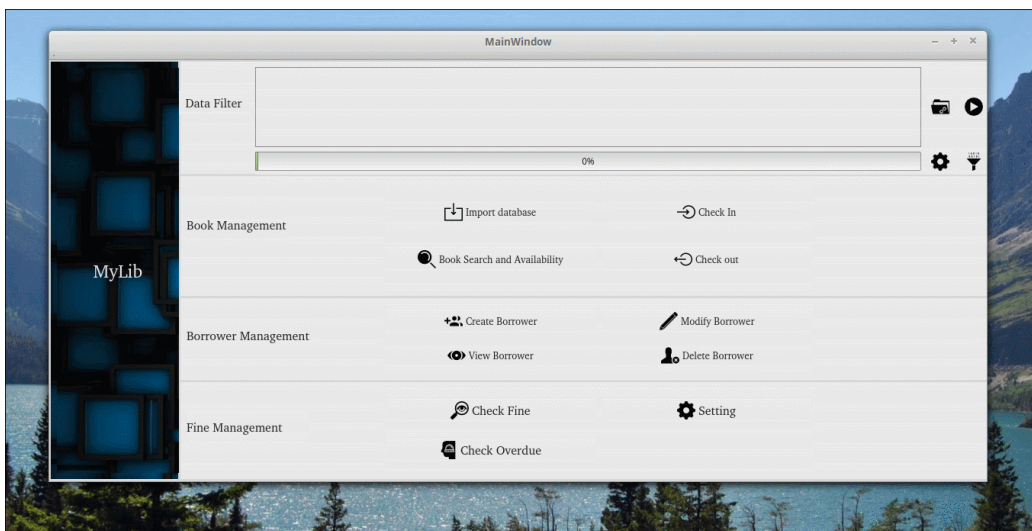 MainWindow
Data Filter
0%
Book Management
Import database
Check In
Book Search and Availability
Check out
MyLib
Borrower Management
Create Borrower
Modify Borrower
View Borrower
Delete Borrower
Fine Management
Check Fine
Setting
Check Overdue